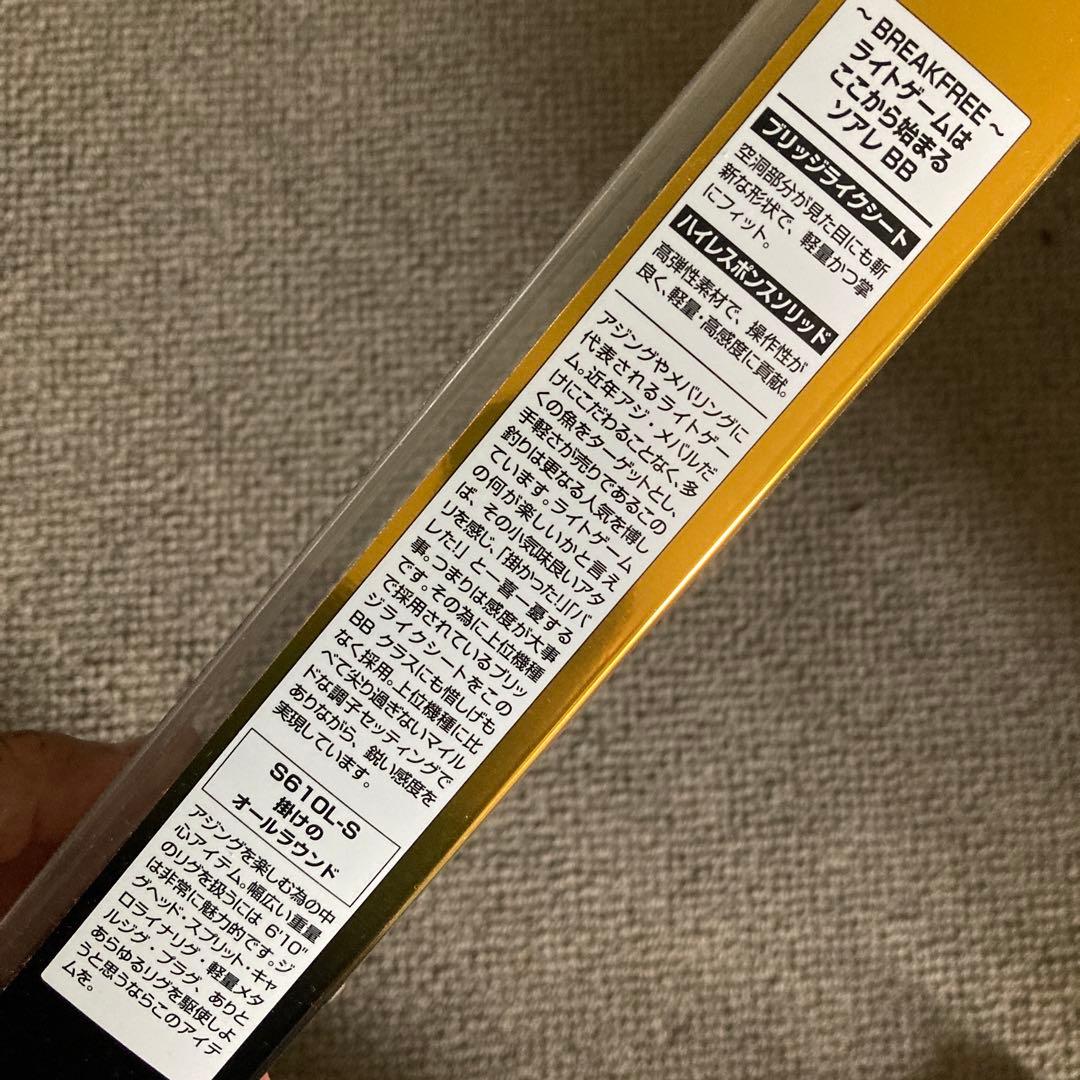 ～ BREAKFREE ～
ライトゲームは
ここから始まる
ソアレ BB
ブリッジライクシート
空洞部分が見た目にも斬
新な形状で、軽量かつ掌
にフィット。
ハイレスポンスソリッド
高弾性素材で、操作性が
良く、軽量・高感度に貢献。
アジングやメバリングに
代表されるライトゲー
ム。近年アジ・メバルだ
けにこだわることなく、多
くの魚をターゲットとし、
手軽さが売りであるこの
釣りは更なる人気を博し
ています。ライトゲーム
の何が楽しいかと言え
ば、その小気味良いアタ
リを感じ、「掛かった!」「バ
レた!」と一喜一憂する
事。つまりは感度が大事
です。その為に上位機種
で採用されているブリッ
ジライクシートをこの
BB クラスにも惜しげも
なく採用。上位機種に比
べて尖り過ぎないマイル
ドな調子セッティングで
ありながら、鋭い感度を
実現しています。
S610L-S
掛けの
オールラウンド
アジングを楽しむ為の中
心アイテム。幅広い重量
のリグを扱うには 6'10"
は非常に魅力的です。ジ
グヘッド・スプリット・キャ
ロライナリグ・軽量メタ
ルジグ・プラグ、ありと
あらゆるリグを駆使しよ
うと思うならこのアイテ
ムを。